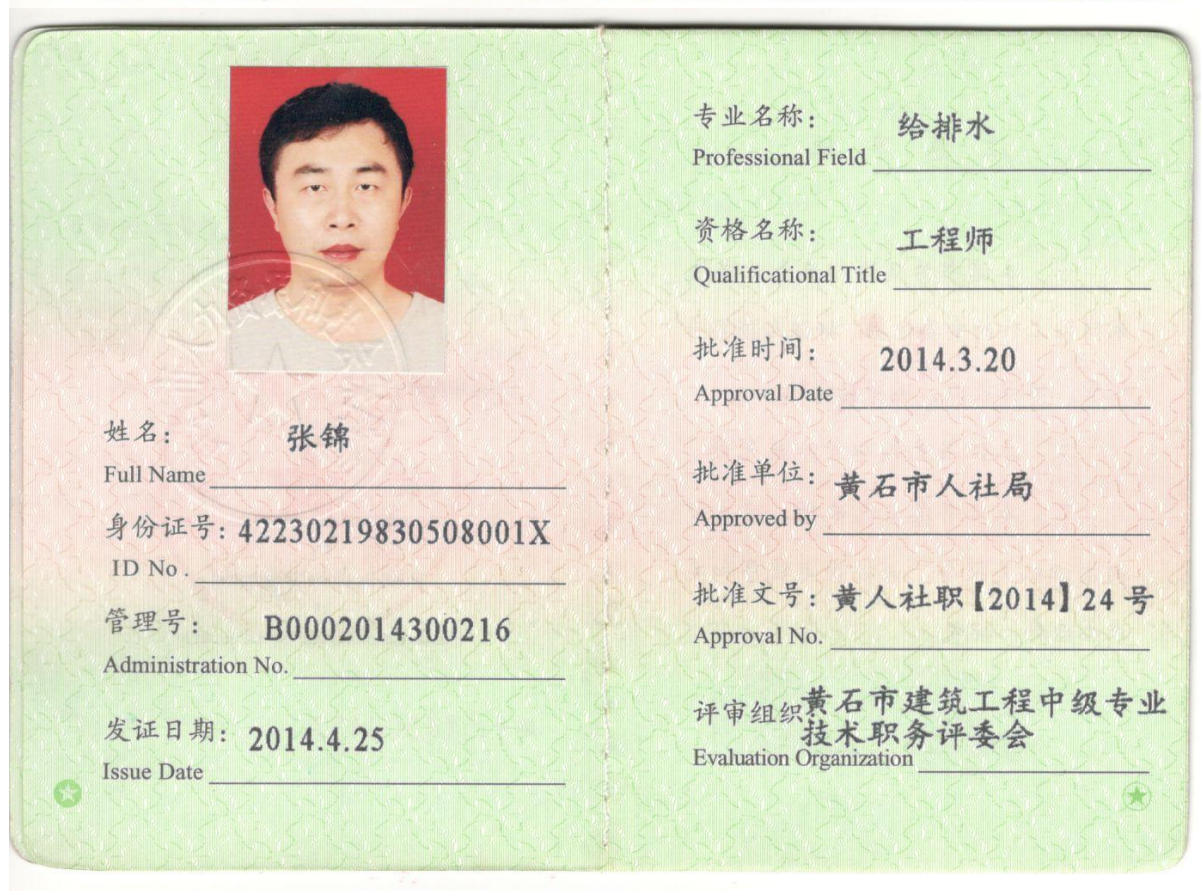 姓名： 张锦
Full Name
身份证号：42230219830508001X
ID No .
管理号： B0002014300216
Administration No.
发证日期： 2014.4.25
Issue Date
专业名称： 给排水
Professional Field
资格名称： 工程师
Qualificational Title
批准时间： 2014.3.20
Approval Date
批准单位： 黄石市人社局
Approved by
批准文号： 黄人社职【2014】24 号
Approval No.
评审组织 黄石市建筑工程中级专业
技术职务评委会
Evaluation Organization